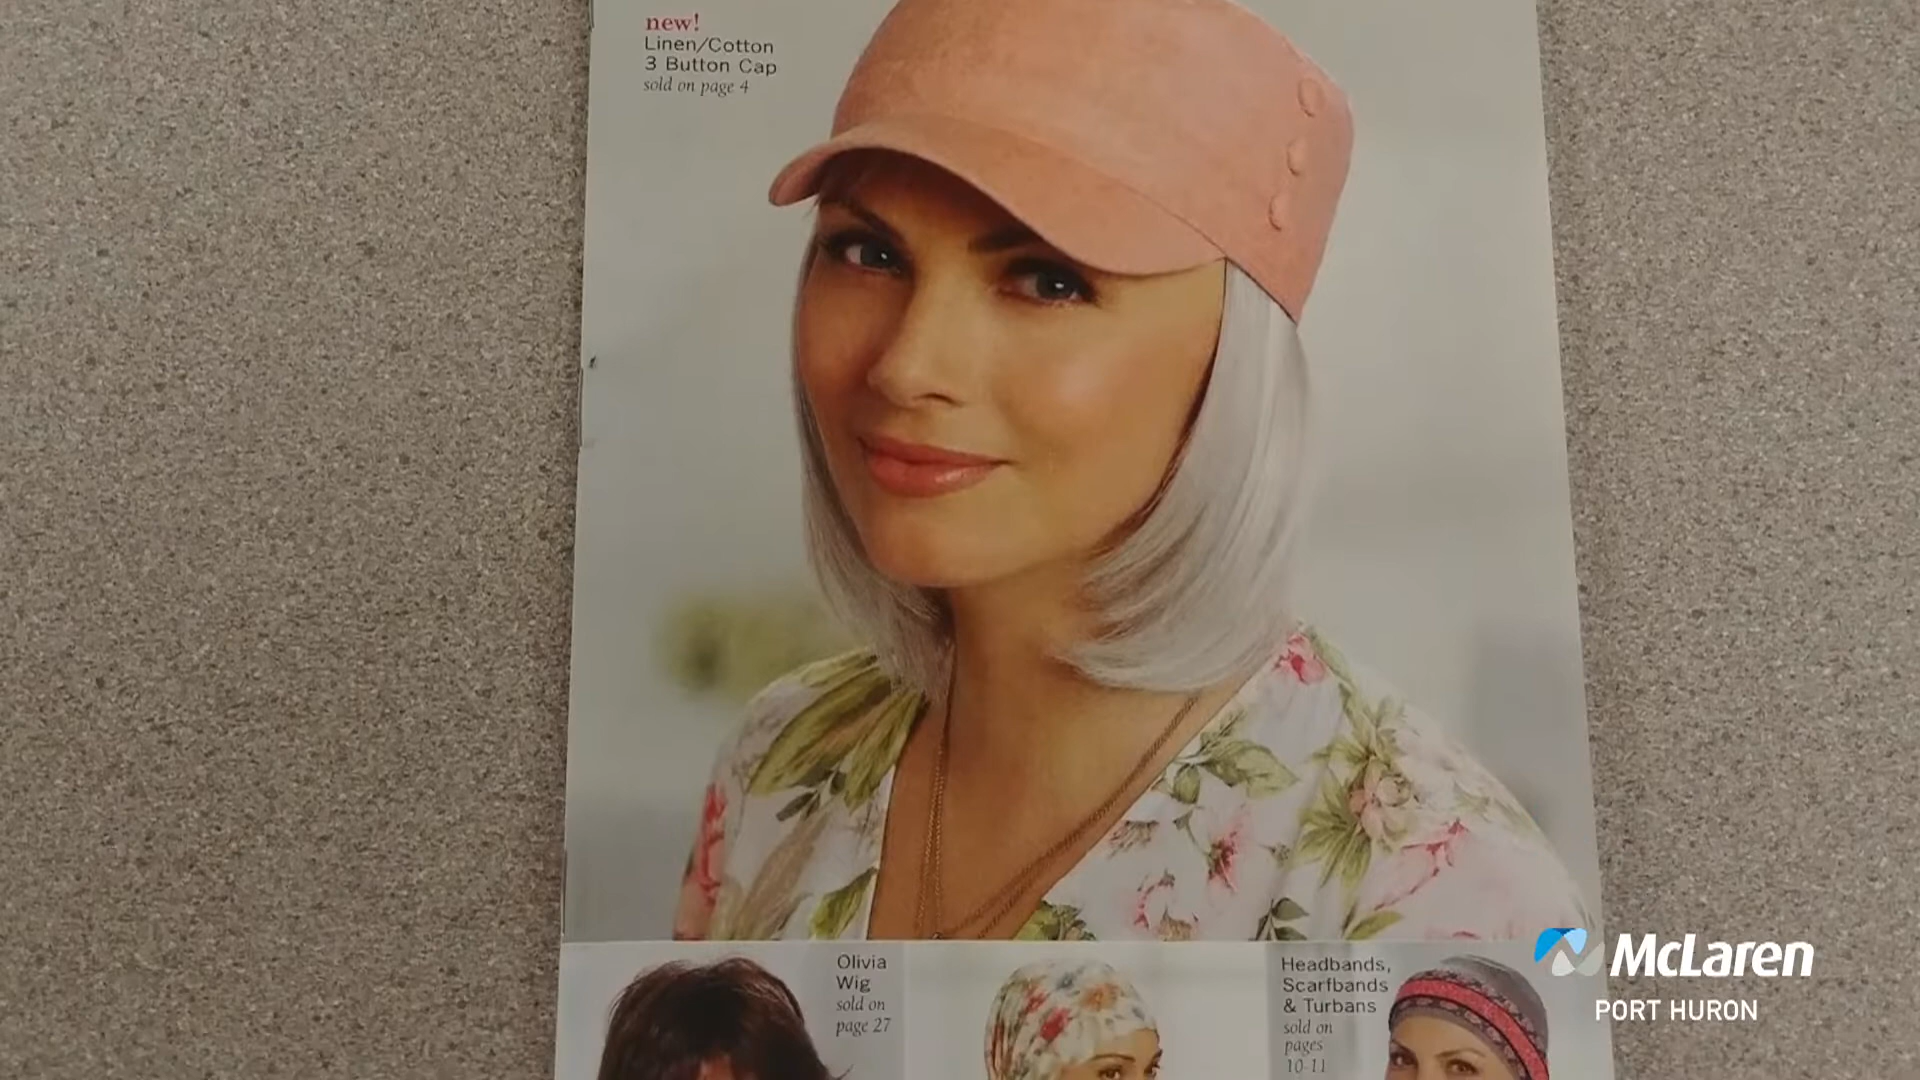 new!
Linen/Cotton
3 Button Cap
sold on page 4
Olivia
Wig
sold on
page 27
Headbands,
Scarfbands
& Turbans
sold on
pages
10-11
McLaren
PORT HURON